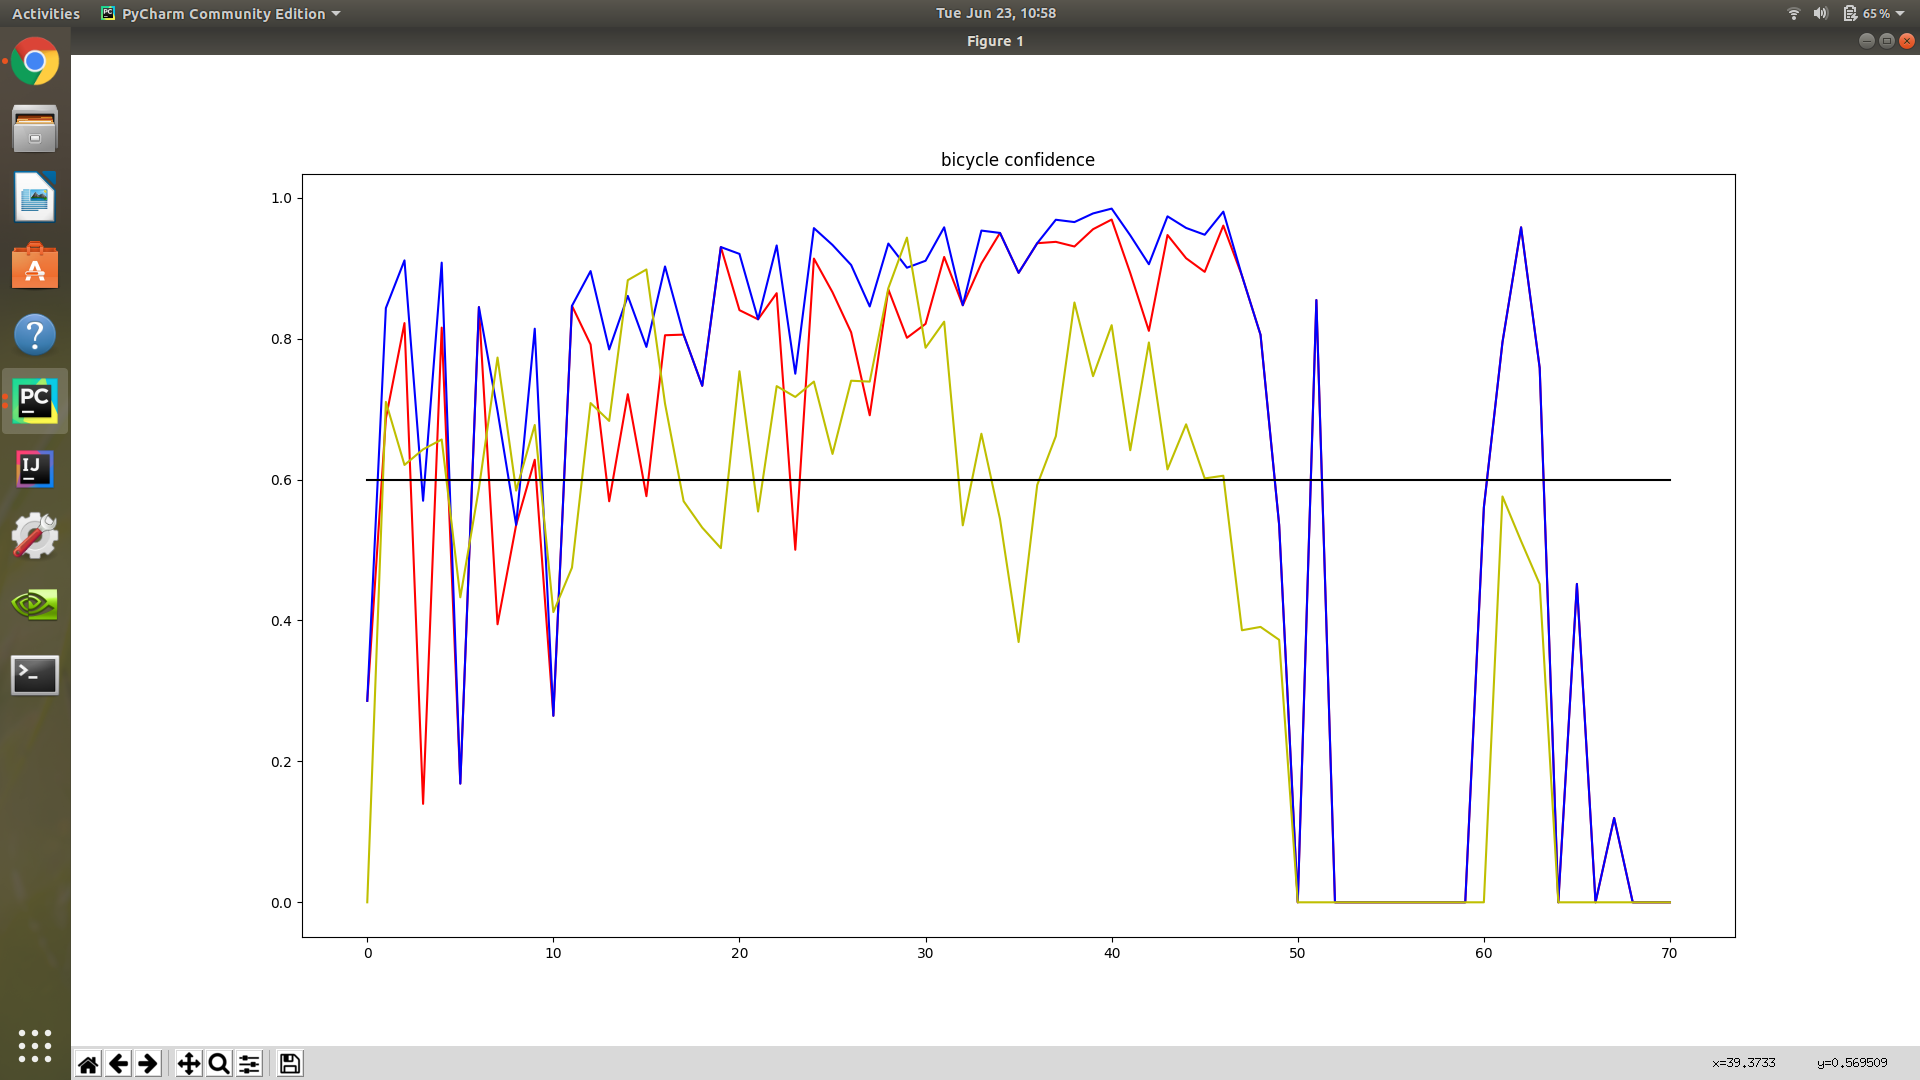 Activities PyCharm Community Edition Tue Jun 23, 10:58 65 %
Figure 1
bicycle confidence
1.0
0.8
0.6
0.4
0.2
0.0
0 10 20 30 40 50 60 70
PC
IJ
x=39.3733 y=0.569509